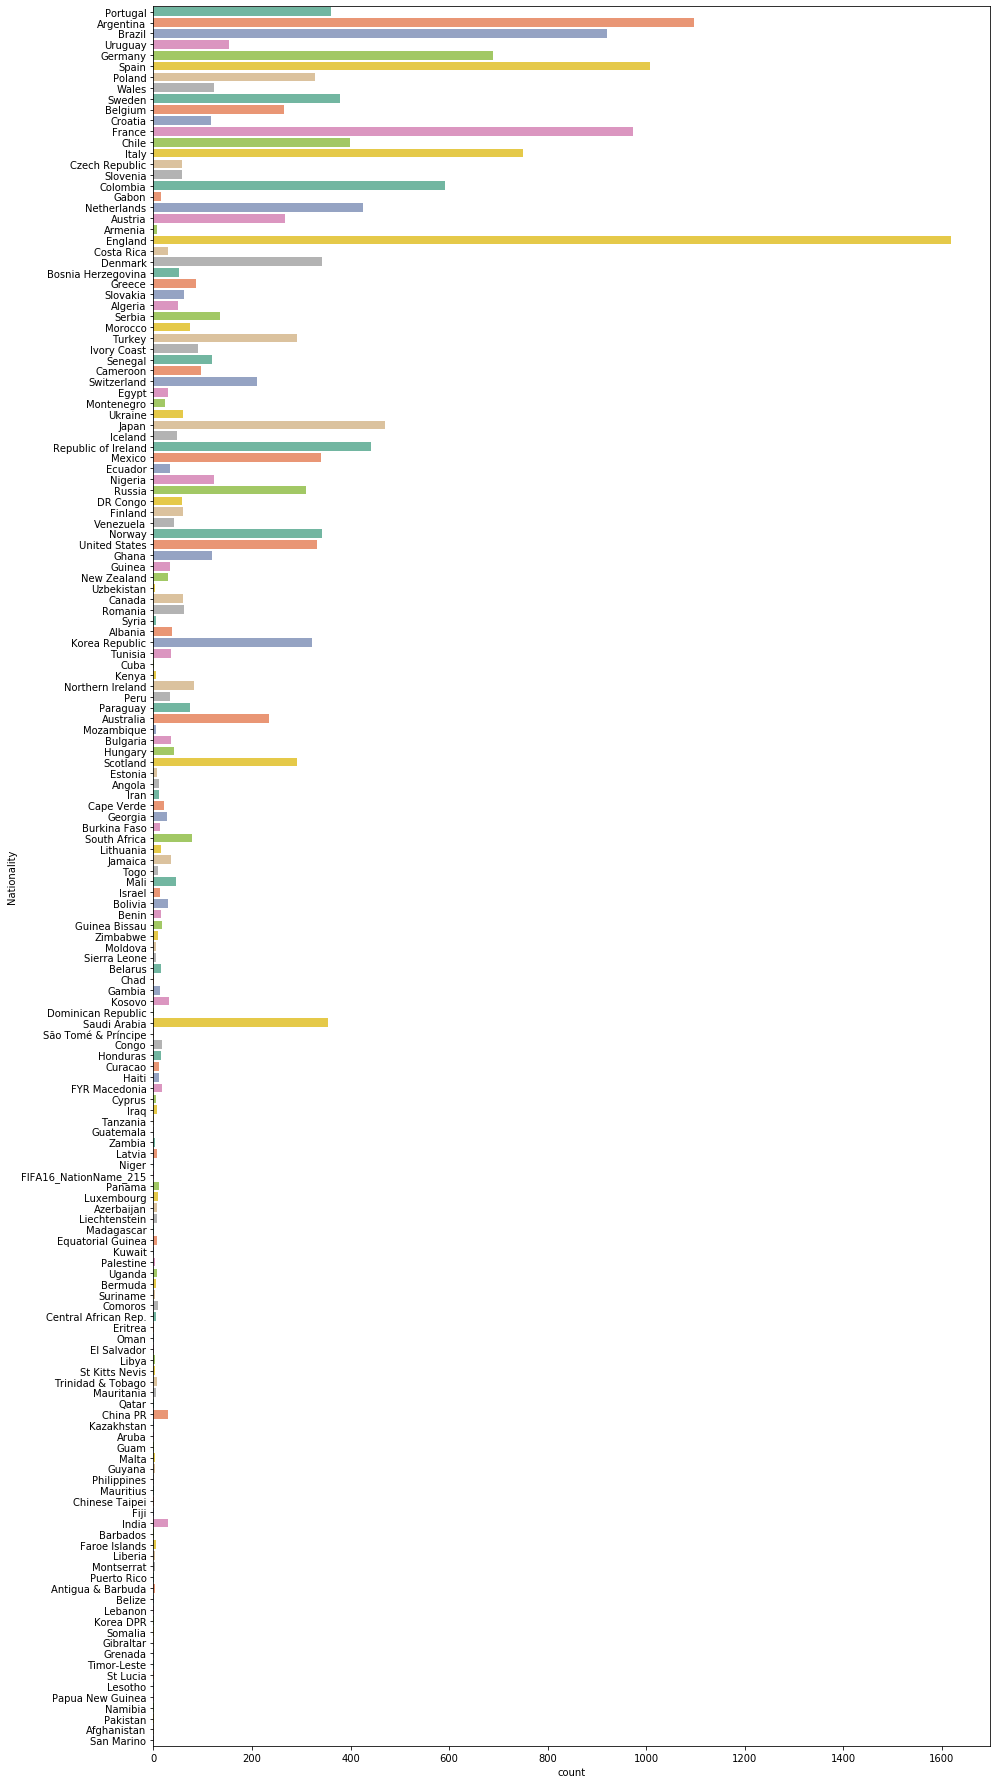 Portugal
Argentina
Brazil
Uruguay
Germany
Spain
Poland
Wales
Sweden
Belgium
Croatia
France
Chile
Italy
Czech Republic
Slovenia
Colombia
Gabon
Netherlands
Austria
Armenia
England
Costa Rica
Denmark
Bosnia Herzegovina
Greece
Slovakia
Algeria
Serbia
Morocco
Turkey
Ivory Coast
Senegal
Cameroon
Switzerland
Egypt
Montenegro
Ukraine
Japan
Iceland
Republic of Ireland
Mexico
Ecuador
Nigeria
Russia
DR Congo
Finland
Venezuela
Norway
United States
Ghana
Guinea
New Zealand
Uzbekistan
Canada
Romania
Syria
Albania
Korea Republic
Tunisia
Cuba
Kenya
Northern Ireland
Peru
Paraguay
Australia
Mozambique
Bulgaria
Hungary
Scotland
Estonia
Angola
Iran
Cape Verde
Georgia
Burkina Faso
South Africa
Lithuania
Jamaica
Togo
Mali
Israel
Bolivia
Benin
Guinea Bissau
Zimbabwe
Moldova
Sierra Leone
Belarus
Chad
Gambia
Kosovo
Dominican Republic
Saudi Arabia
São Tomé & Príncipe
Congo
Honduras
Curacao
Haiti
FYR Macedonia
Cyprus
Iraq
Tanzania
Guatemala
Zambia
Latvia
Niger
FIFA16_NationName_215
Panama
Luxembourg
Azerbaijan
Liechtenstein
Madagascar
Equatorial Guinea
Kuwait
Palestine
Uganda
Bermuda
Suriname
Comoros
Central African Rep.
Eritrea
Oman
El Salvador
Libya
St Kitts Nevis
Trinidad & Tobago
Mauritania
Qatar
China PR
Kazakhstan
Aruba
Guam
Malta
Guyana
Philippines
Mauritius
Chinese Taipei
Fiji
India
Barbados
Faroe Islands
Liberia
Montserrat
Puerto Rico
Antigua & Barbuda
Belize
Lebanon
Korea DPR
Somalia
Gibraltar
Grenada
Timor-Leste
St Lucia
Lesotho
Papua New Guinea
Namibia
Pakistan
Afghanistan
San Marino
Nationality
0 200 400 600 800 1000 1200 1400 1600
count